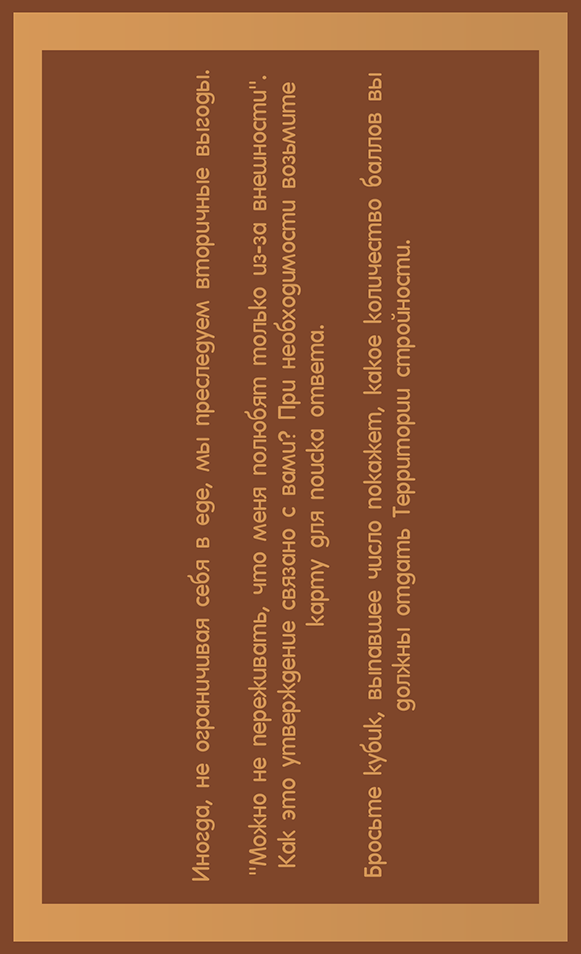 Иногда, не ограничивая себя в еде, мы преследуем вторичные выгоды.
"Можно не переживать, что меня полюбят только из-за внешности".
Как это утверждение связано с вами? При необходимости возьмите
карту для поиска ответа.
Бросьте кубик, выпавшее число покажет, какое количество баллов вы
должны отдать Территории стройности.